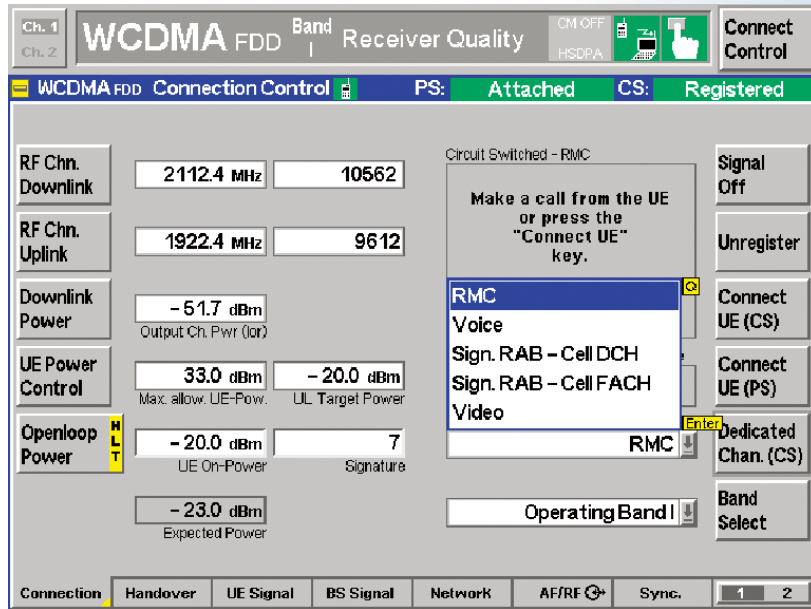 Ch. 1
Ch. 2
WCDMA FDD Band I Receiver Quality
CM OFF
HSDPA
Connect Control
WCDMA FDD Connection Control PS: Attached CS: Registered
RF Chn. Downlink
2112.4 MHz 10562
Circuit Switched - RMC
Make a call from the UE
or press the
"Connect UE"
key.
Signal Off
RF Chn. Uplink
1922.4 MHz 9612
Unregister
Downlink Power
-51.7 dBm
Output Ch. Pwr (Ior)
RMC
Voice
Sign. RAB - Cell DCH
Sign. RAB - Cell FACH
Video
Enter
Connect UE (CS)
UE Power Control
33.0 dBm -20.0 dBm
Max. allow. UE-Pow. UL Target Power
Connect UE (PS)
Openloop Power
HLT
-20.0 dBm 7
UE On-Power Signature
RMC
Dedicated Chan. (CS)
-23.0 dBm
Expected Power
Operating Band I
Band Select
Connection Handover UE Signal BS Signal Network AF/RF Sync. 1 2